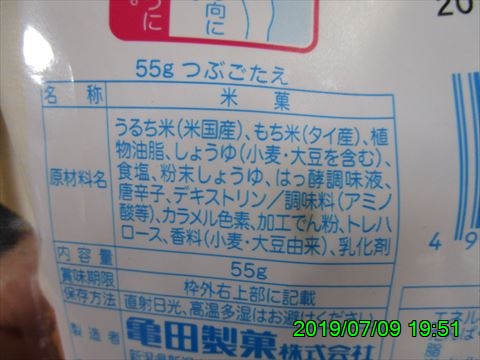 つに
向に
20
55g つぶごたえ
名称 米菓
うるち米(米国産)、もち米(タイ産)、植
物油脂、しょうゆ(小麦・大豆を含む)、
原材料名 食塩、粉末しょうゆ、はっ酵調味液、
唐辛子、デキストリン/調味料(アミノ
酸等)、カラメル色素、加工でん粉、トレハ
ロース、香料(小麦・大豆由来)、乳化剤
内容量 55g
賞味期限 枠外右上部に記載
保存方法 直射日光、高温多湿はお避けください。
製造者 亀田製菓株式会社
4 9
エネル
2019/07/09 19:51